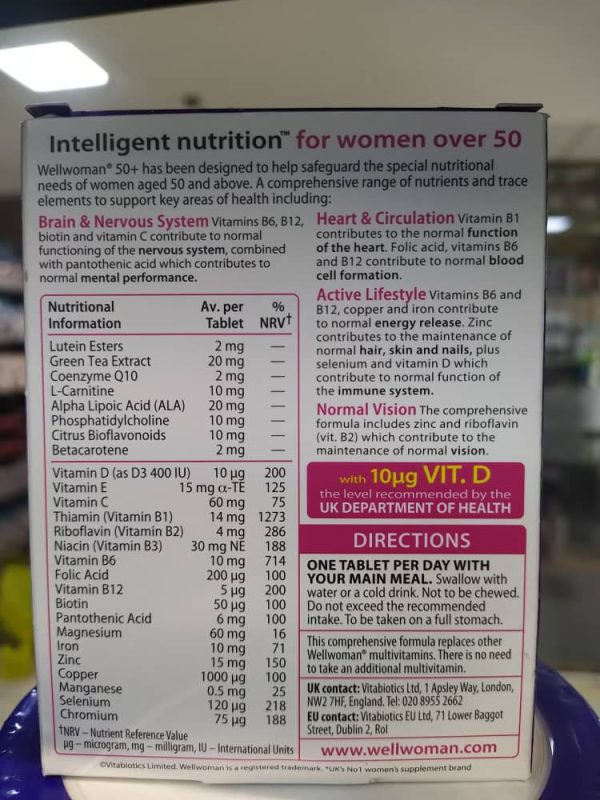 Intelligent nutrition™ for women over 50
Wellwoman® 50+ has been designed to help safeguard the special nutritional
needs of women aged 50 and above. A comprehensive range of nutrients and trace
elements to support key areas of health including:
Brain & Nervous System Vitamins B6, B12,
biotin and vitamin C contribute to normal
functioning of the nervous system, combined
with pantothenic acid which contributes to
normal mental performance.
Nutritional Av. per %
Information Tablet NRV†
Lutein Esters 2 mg —
Green Tea Extract 20 mg —
Coenzyme Q10 2 mg —
L-Carnitine 10 mg —
Alpha Lipoic Acid (ALA) 20 mg —
Phosphatidylcholine 10 mg —
Citrus Bioflavonoids 10 mg —
Betacarotene 2 mg —
Vitamin D (as D3 400 IU) 10 µg 200
Vitamin E 15 mg α-TE 125
Vitamin C 60 mg 75
Thiamin (Vitamin B1) 14 mg 1273
Riboflavin (Vitamin B2) 4 mg 286
Niacin (Vitamin B3) 30 mg NE 188
Vitamin B6 10 mg 714
Folic Acid 200 µg 100
Vitamin B12 5 µg 200
Biotin 50 µg 100
Pantothenic Acid 6 mg 100
Magnesium 60 mg 16
Iron 10 mg 71
Zinc 15 mg 150
Copper 1000 µg 100
Manganese 0.5 mg 25
Selenium 120 µg 218
Chromium 75 µg 188
†NRV – Nutrient Reference Value
µg – microgram, mg – milligram, IU – International Units
Heart & Circulation Vitamin B1
contributes to the normal function
of the heart. Folic acid, vitamins B6
and B12 contribute to normal blood
cell formation.
Active Lifestyle Vitamins B6 and
B12, copper and iron contribute
to normal energy release. Zinc
contributes to the maintenance of
normal hair, skin and nails, plus
selenium and vitamin D which
contribute to normal function of
the immune system.
Normal Vision The comprehensive
formula includes zinc and riboflavin
(vit. B2) which contribute to the
maintenance of normal vision.
with 10µg VIT. D
the level recommended by the
UK DEPARTMENT OF HEALTH
DIRECTIONS
ONE TABLET PER DAY WITH
YOUR MAIN MEAL. Swallow with
water or a cold drink. Not to be chewed.
Do not exceed the recommended
intake. To be taken on a full stomach.
This comprehensive formula replaces other
Wellwoman® multivitamins. There is no need
to take an additional multivitamin.
UK contact: Vitabiotics Ltd, 1 Apsley Way, London,
NW2 7HF, England. Tel: 020 8955 2662
EU contact: Vitabiotics EU Ltd, 71 Lower Baggot
Street, Dublin 2, RoI
www.wellwoman.com
©Vitabiotics Limited. Wellwoman is a registered trademark. *UK's No1 women's supplement brand